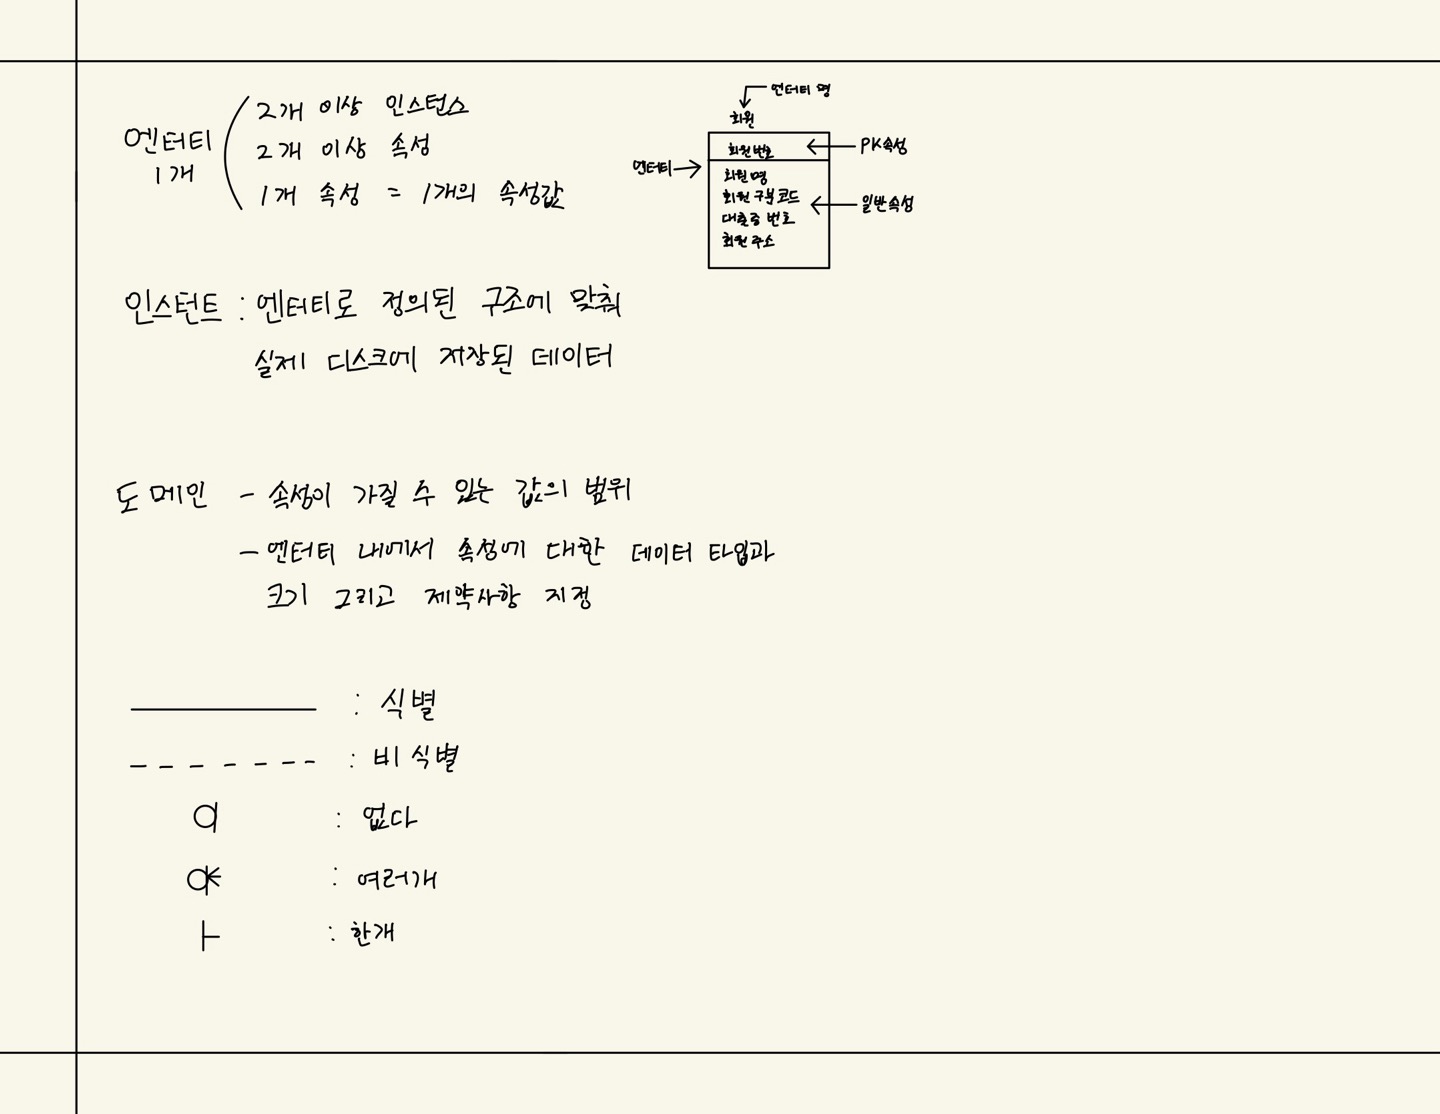 엔터티 1개
2개 이상 인스턴스
2개 이상 속성
1개 속성 = 1개의 속성값
엔터티 명
회원
엔터티
회원번호
PK속성
회원명
회원 구분코드
일반속성
대출증 번호
회원 주소
인스턴트 : 엔터티로 정의된 구조에 맞춰
실제 디스크에 저장된 데이터
도메인 - 속성이 가질 수 있는 값의 범위
- 엔터티 내에서 속성에 대한 데이터 타입과
크기 그리고 제약사항 지정
: 식별
: 비식별
: 없다
: 여러개
: 한개